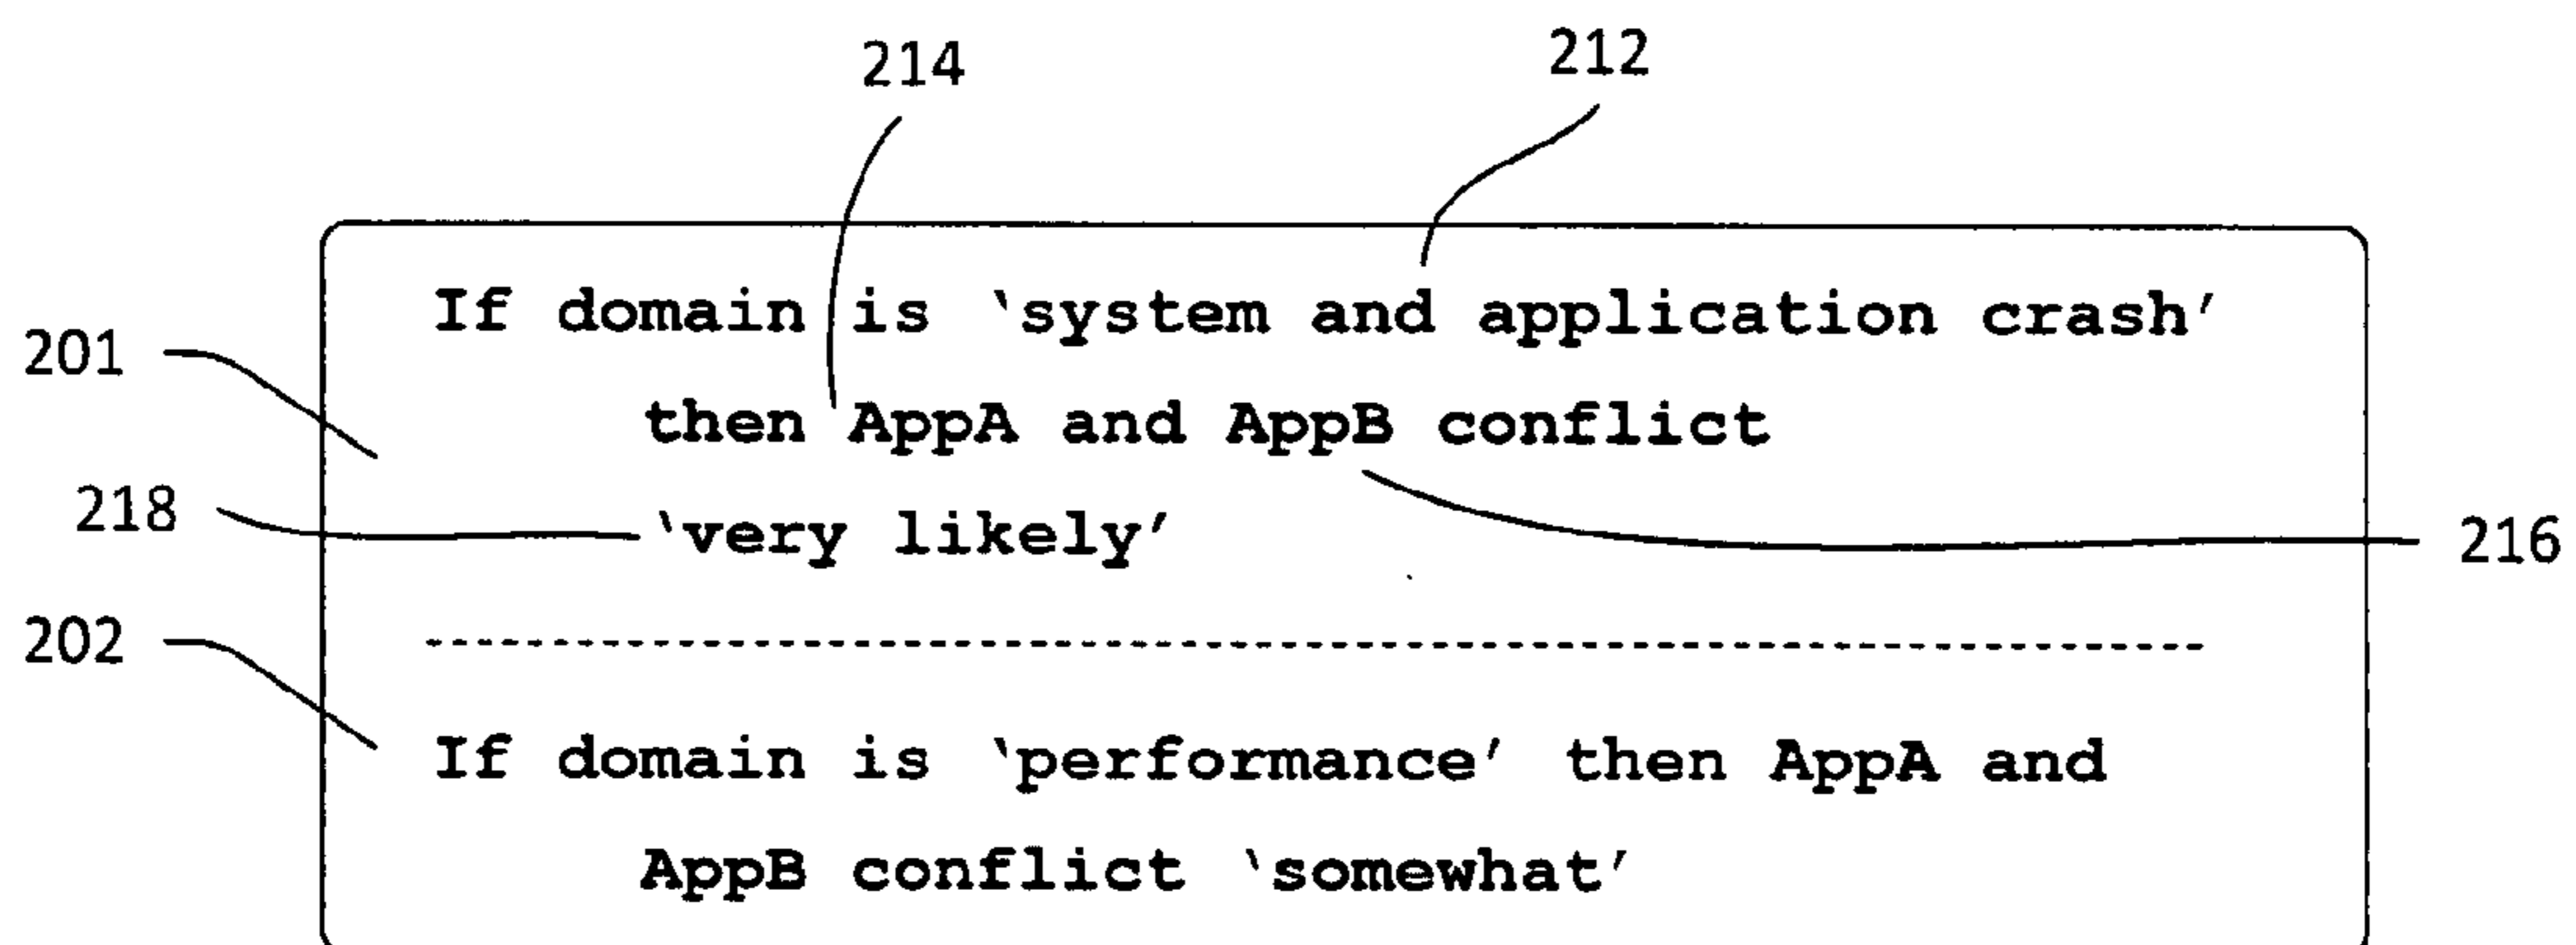 214 212
If domain is ‘system and application crash’
201
then AppA and AppB conflict
218 ‘very likely’ 216
202
If domain is ‘performance’ then AppA and
AppB conflict ‘somewhat’